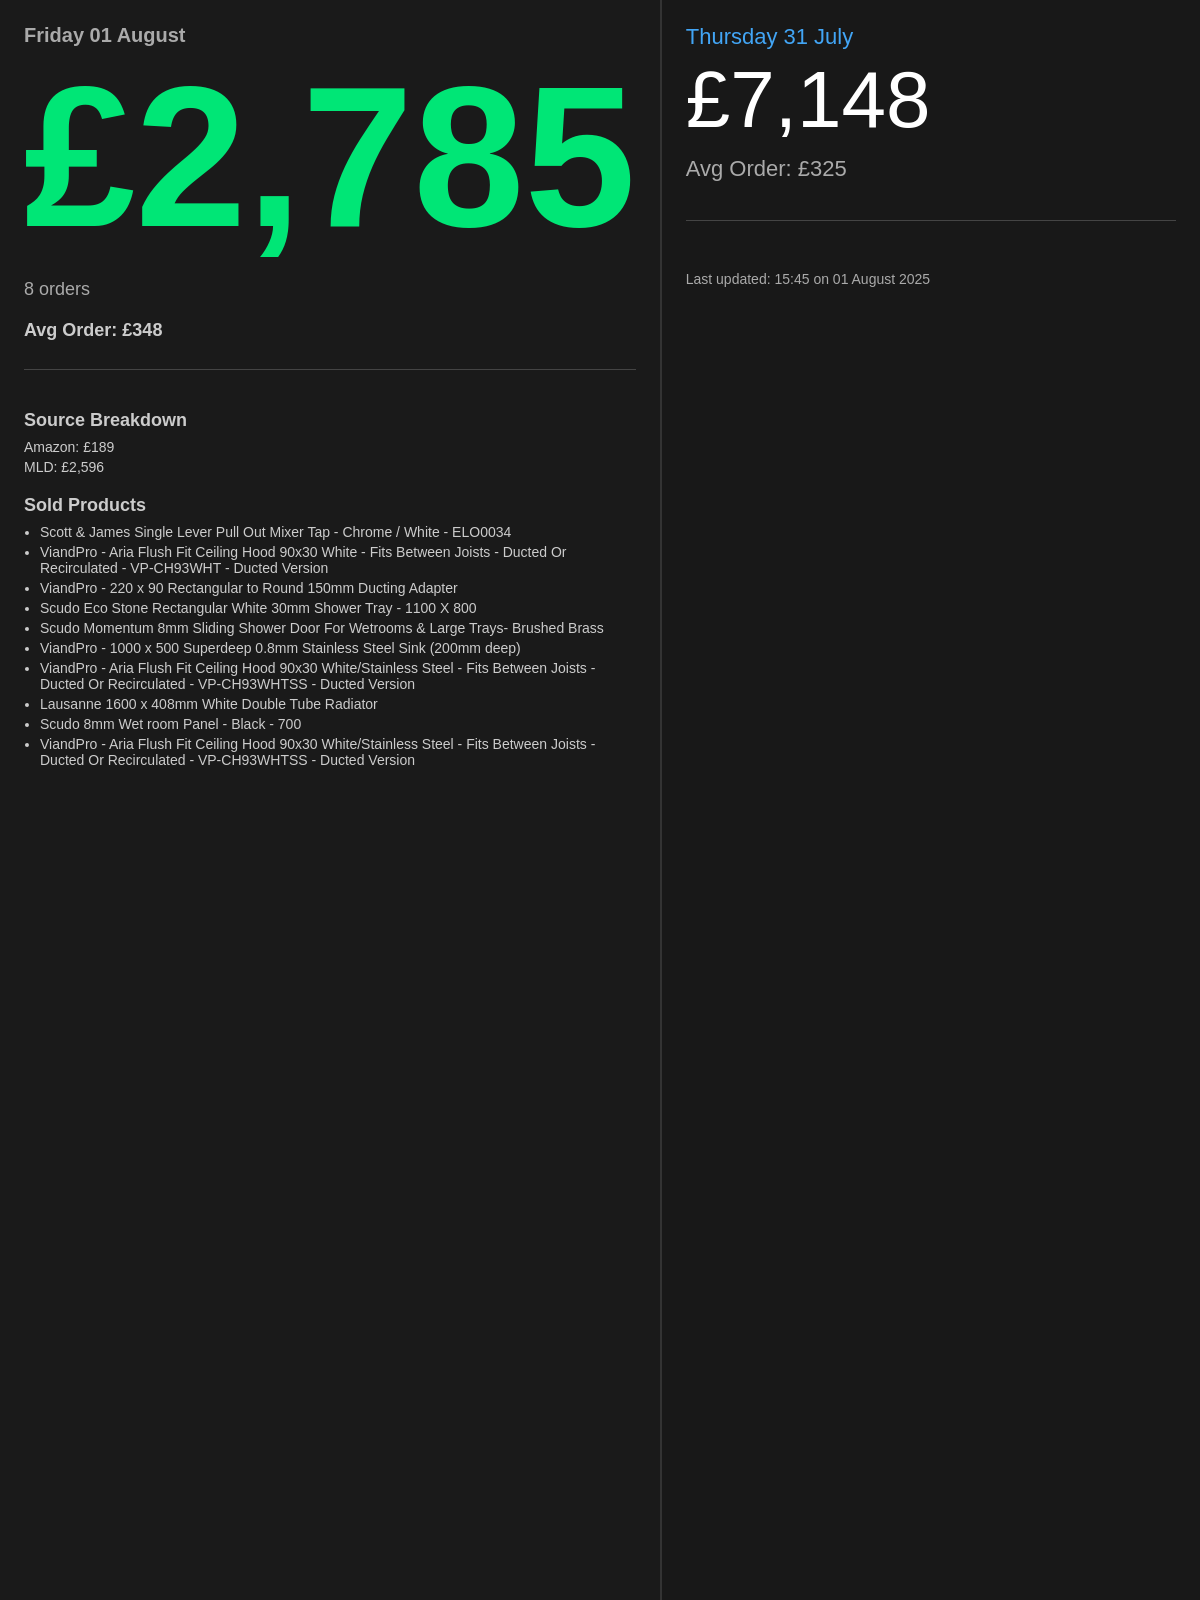 Friday 01 August
£2,785
8 orders
Avg Order: £348
Source Breakdown
Amazon: £189
MLD: £2,596
Sold Products
• Scott & James Single Lever Pull Out Mixer Tap - Chrome / White - ELO0034
• ViandPro - Aria Flush Fit Ceiling Hood 90x30 White - Fits Between Joists - Ducted Or
Recirculated - VP-CH93WHT - Ducted Version
• ViandPro - 220 x 90 Rectangular to Round 150mm Ducting Adapter
• Scudo Eco Stone Rectangular White 30mm Shower Tray - 1100 X 800
• Scudo Momentum 8mm Sliding Shower Door For Wetrooms & Large Trays- Brushed Brass
• ViandPro - 1000 x 500 Superdeep 0.8mm Stainless Steel Sink (200mm deep)
• ViandPro - Aria Flush Fit Ceiling Hood 90x30 White/Stainless Steel - Fits Between Joists -
Ducted Or Recirculated - VP-CH93WHTSS - Ducted Version
• Lausanne 1600 x 408mm White Double Tube Radiator
• Scudo 8mm Wet room Panel - Black - 700
• ViandPro - Aria Flush Fit Ceiling Hood 90x30 White/Stainless Steel - Fits Between Joists -
Ducted Or Recirculated - VP-CH93WHTSS - Ducted Version
Thursday 31 July
£7,148
Avg Order: £325
Last updated: 15:45 on 01 August 2025